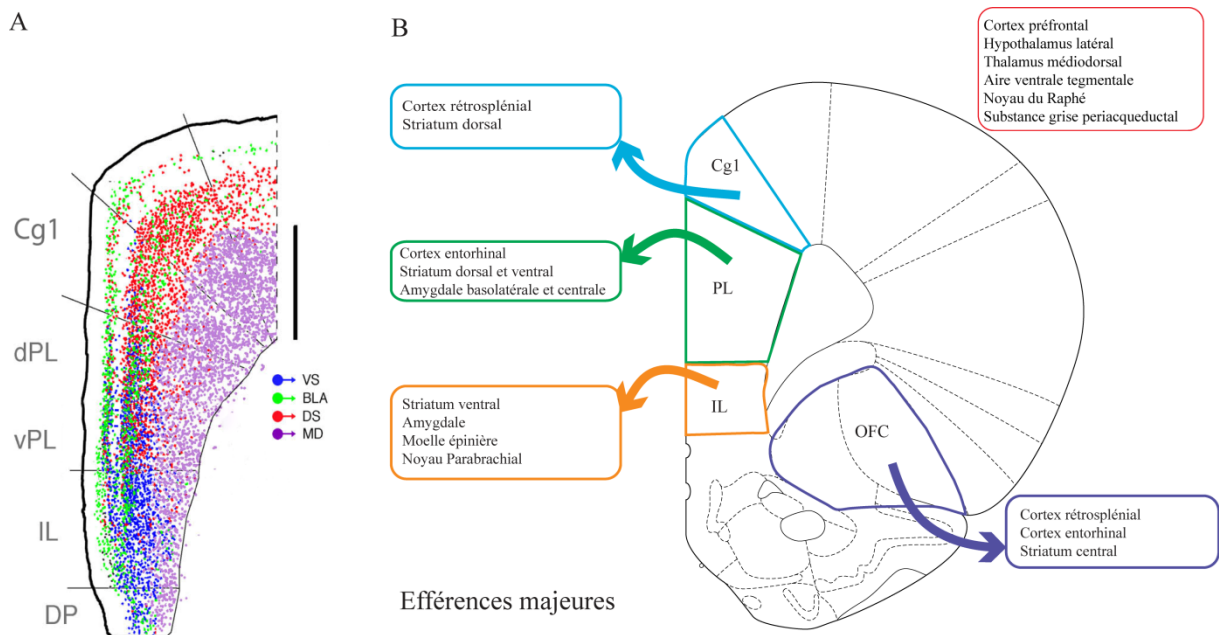 A
B
Cg1
dPL
vPL
IL
DP
VS
BLA
DS
MD
Cortex préfrontal
Hypothalamus latéral
Thalamus médiodorsal
Aire ventrale tegmentale
Noyau du Raphé
Substance grise periacqueductal
Cortex rétrosplénial
Striatum dorsal
Cg1
Cortex entorhinal
Striatum dorsal et ventral
Amygdale basolatérale et centrale
PL
Striatum ventral
Amygdale
Moelle épinière
Noyau Parabrachial
IL
OFC
Cortex rétrosplénial
Cortex entorhinal
Striatum central
Efférences majeures